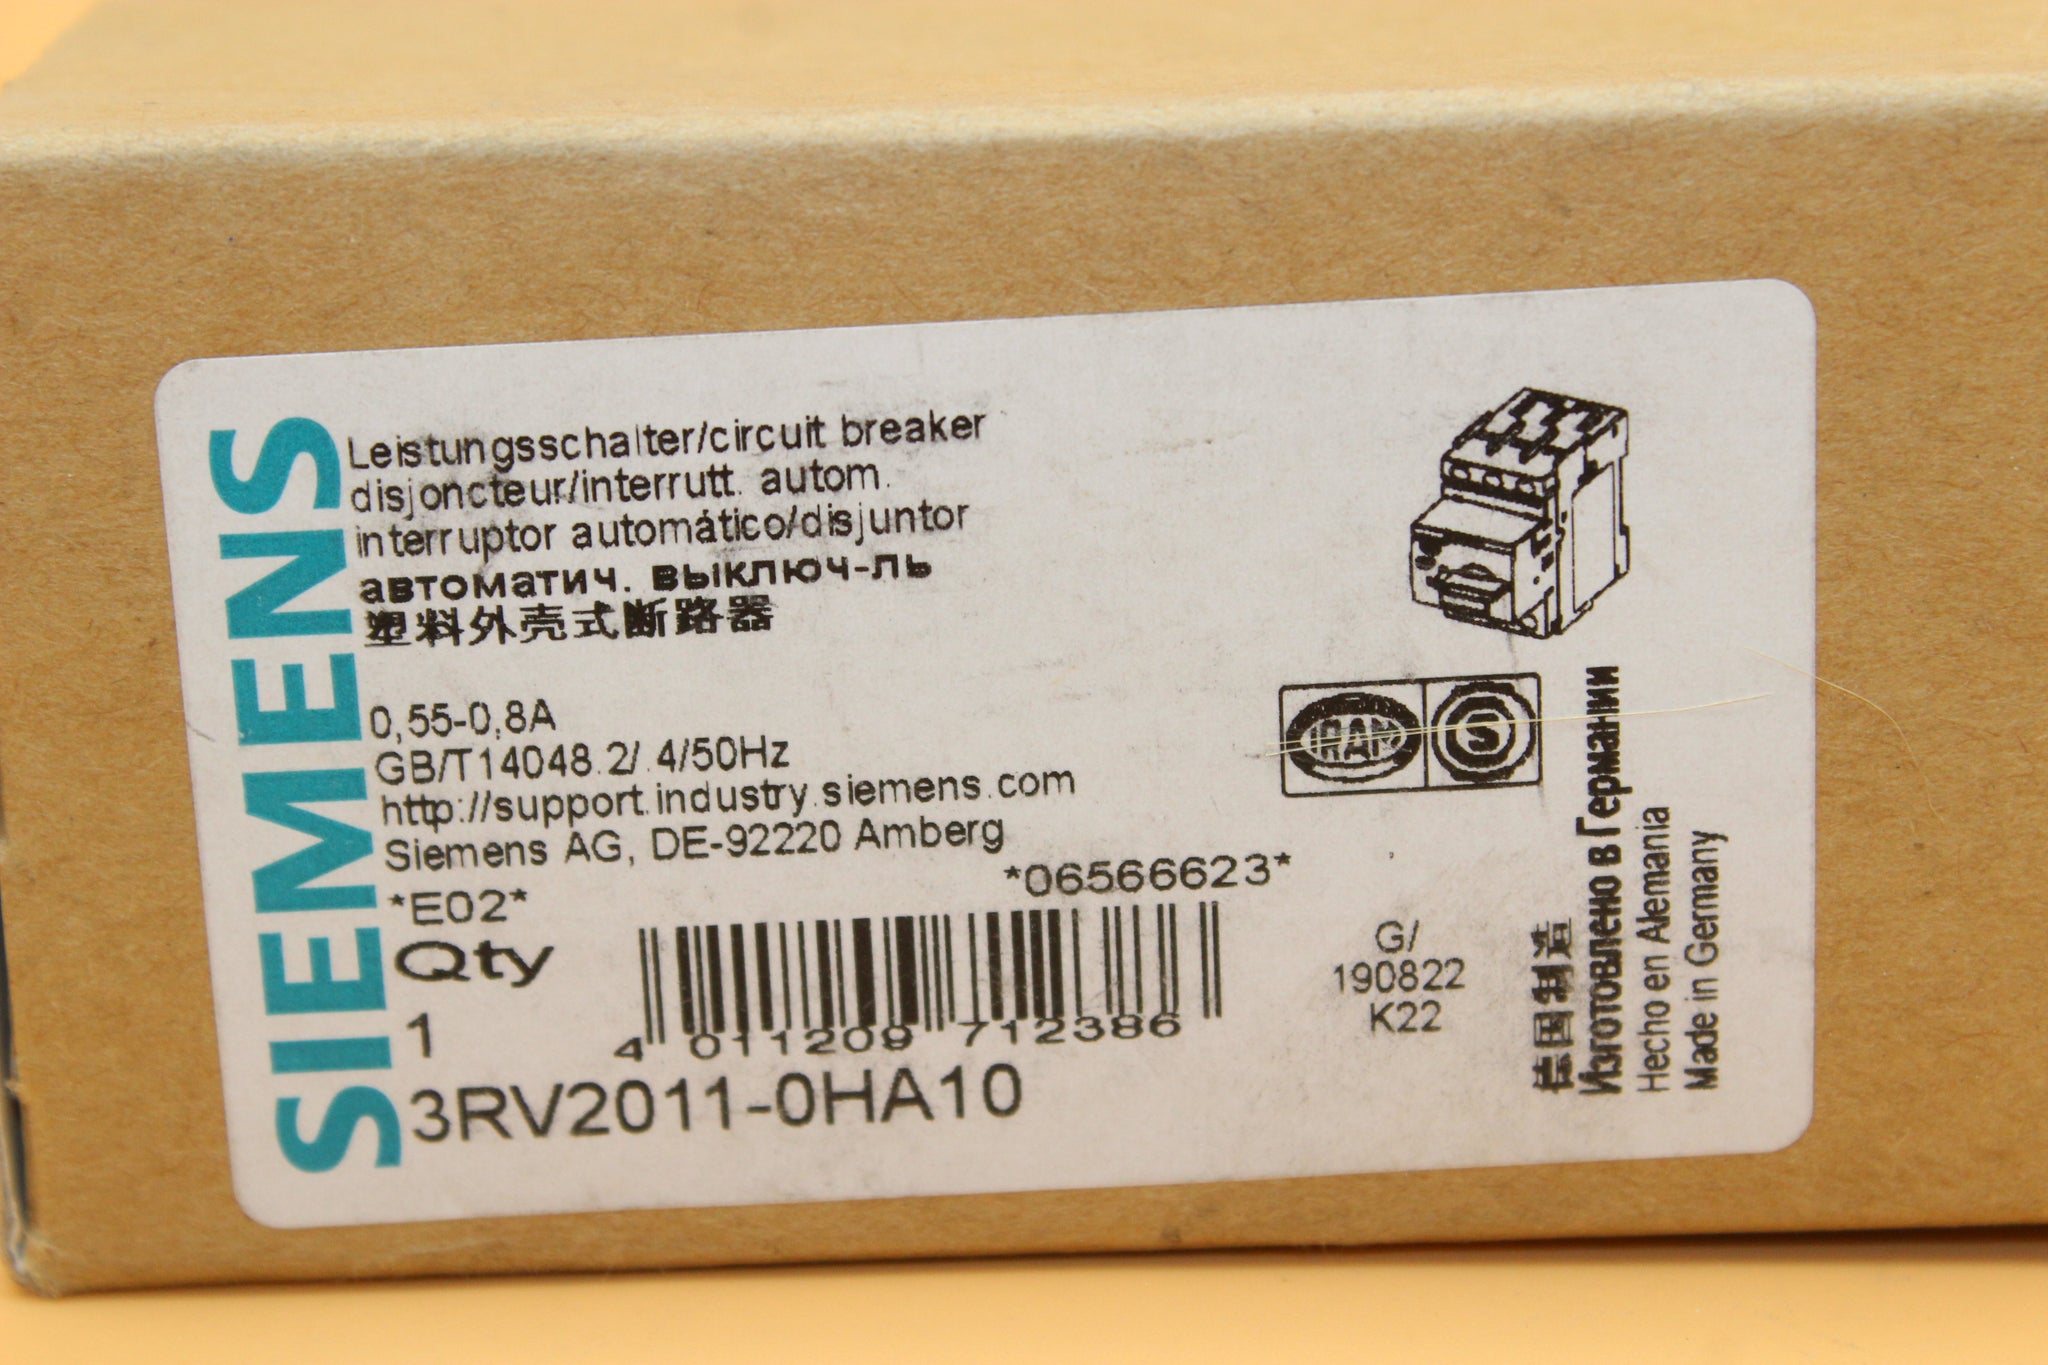 SIEMENS
Leistungsschalter/circuit breaker
disjoncteur/interrutt. autom.
interruptor automático/disjuntor
автоматич. выключ-ль
塑料外壳式断路器
0,55-0,8A
GB/T14048.2/.4/50Hz
http://support.industry.siemens.com
Siemens AG, DE-92220 Amberg
*06566623*
*E02*
Qty
1
4 011209 712386
3RV2011-0HA10
IRAM S
G/
190822
K22
德国制造
Изготовлено в Германии
Hecho en Alemania
Made in Germany